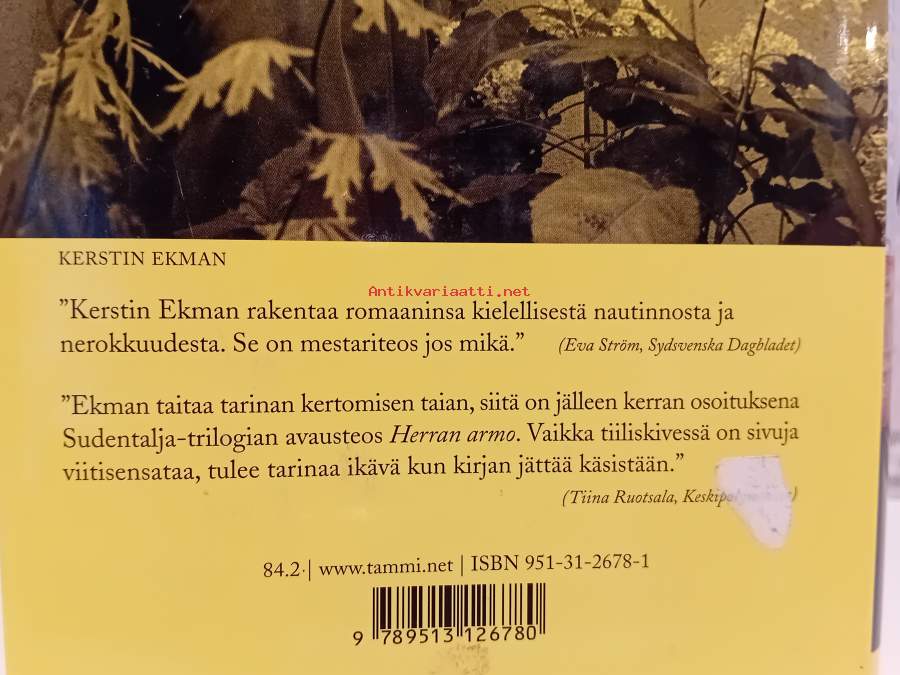 KERSTIN EKMAN
Antikvariaatti.net
”Kerstin Ekman rakentaa romaaninsa kielellisestä nautinnosta ja
nerokkuudesta. Se on mestariteos jos mikä.” (Eva Ström, Sydsvenska Dagbladet)
”Ekman taitaa tarinan kertomisen taian, siitä on jälleen kerran osoituksena
Sudentalja-trilogian avausteos Herran armo. Vaikka tiiliskivessä on sivuja
viitisensataa, tulee tarinaa ikävä kun kirjan jättää käsistään.”
(Tiina Ruotsala,
84.2 | www.tammi.net | ISBN 951-31-2678-1
9 789513 126780